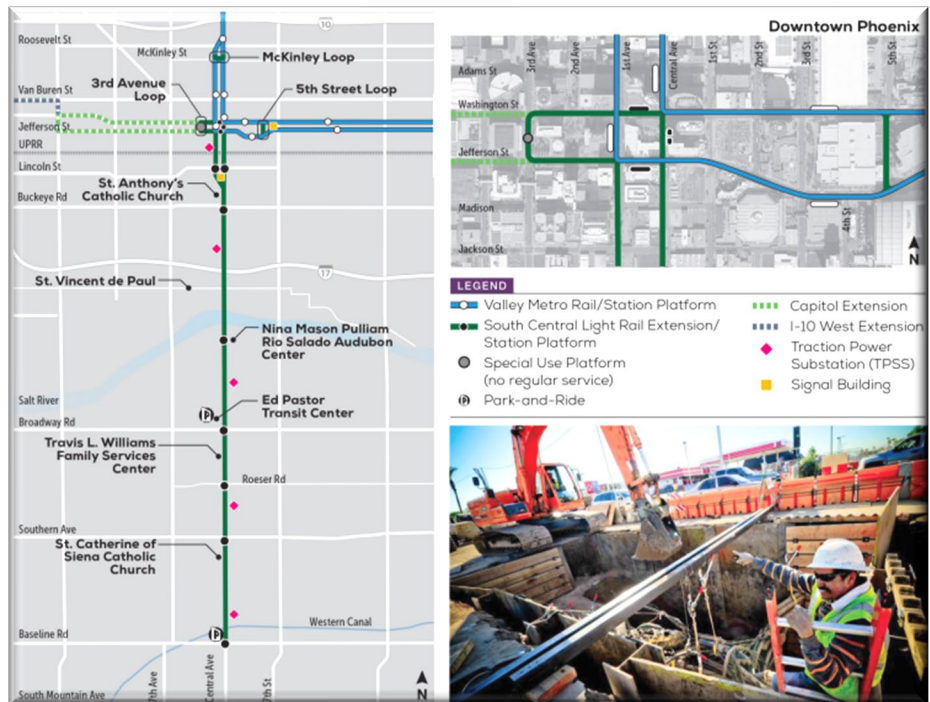 Roosevelt St
10
McKinley St
McKinley Loop
3rd Avenue
Loop
5th Street Loop
Van Buren St
Jefferson St
UPRR
Lincoln St
St. Anthony's
Catholic Church
Buckeye Rd
17
St. Vincent de Paul
Nina Mason Pulliam
Rio Salado Audubon
Center
Salt River
Ed Pastor
Transit Center
P
Broadway Rd
Travis L. Williams
Family Services
Center
Roeser Rd
Southern Ave
St. Catherine of
Siena Catholic
Church
Western Canal
Baseline Rd
P
South Mountain Ave
7th Ave
Central Ave
7th St
N
Downtown Phoenix
3rd Ave
2nd Ave
1st Ave
Central Ave
1st St
2nd St
3rd St
5th St
Adams St
Washington St
Jefferson St
Madison
4th St
Jackson St
N
LEGEND
Valley Metro Rail/Station Platform
South Central Light Rail Extension/
Station Platform
Special Use Platform
(no regular service)
P Park-and-Ride
Capitol Extension
I-10 West Extension
Traction Power
Substation (TPSS)
Signal Building